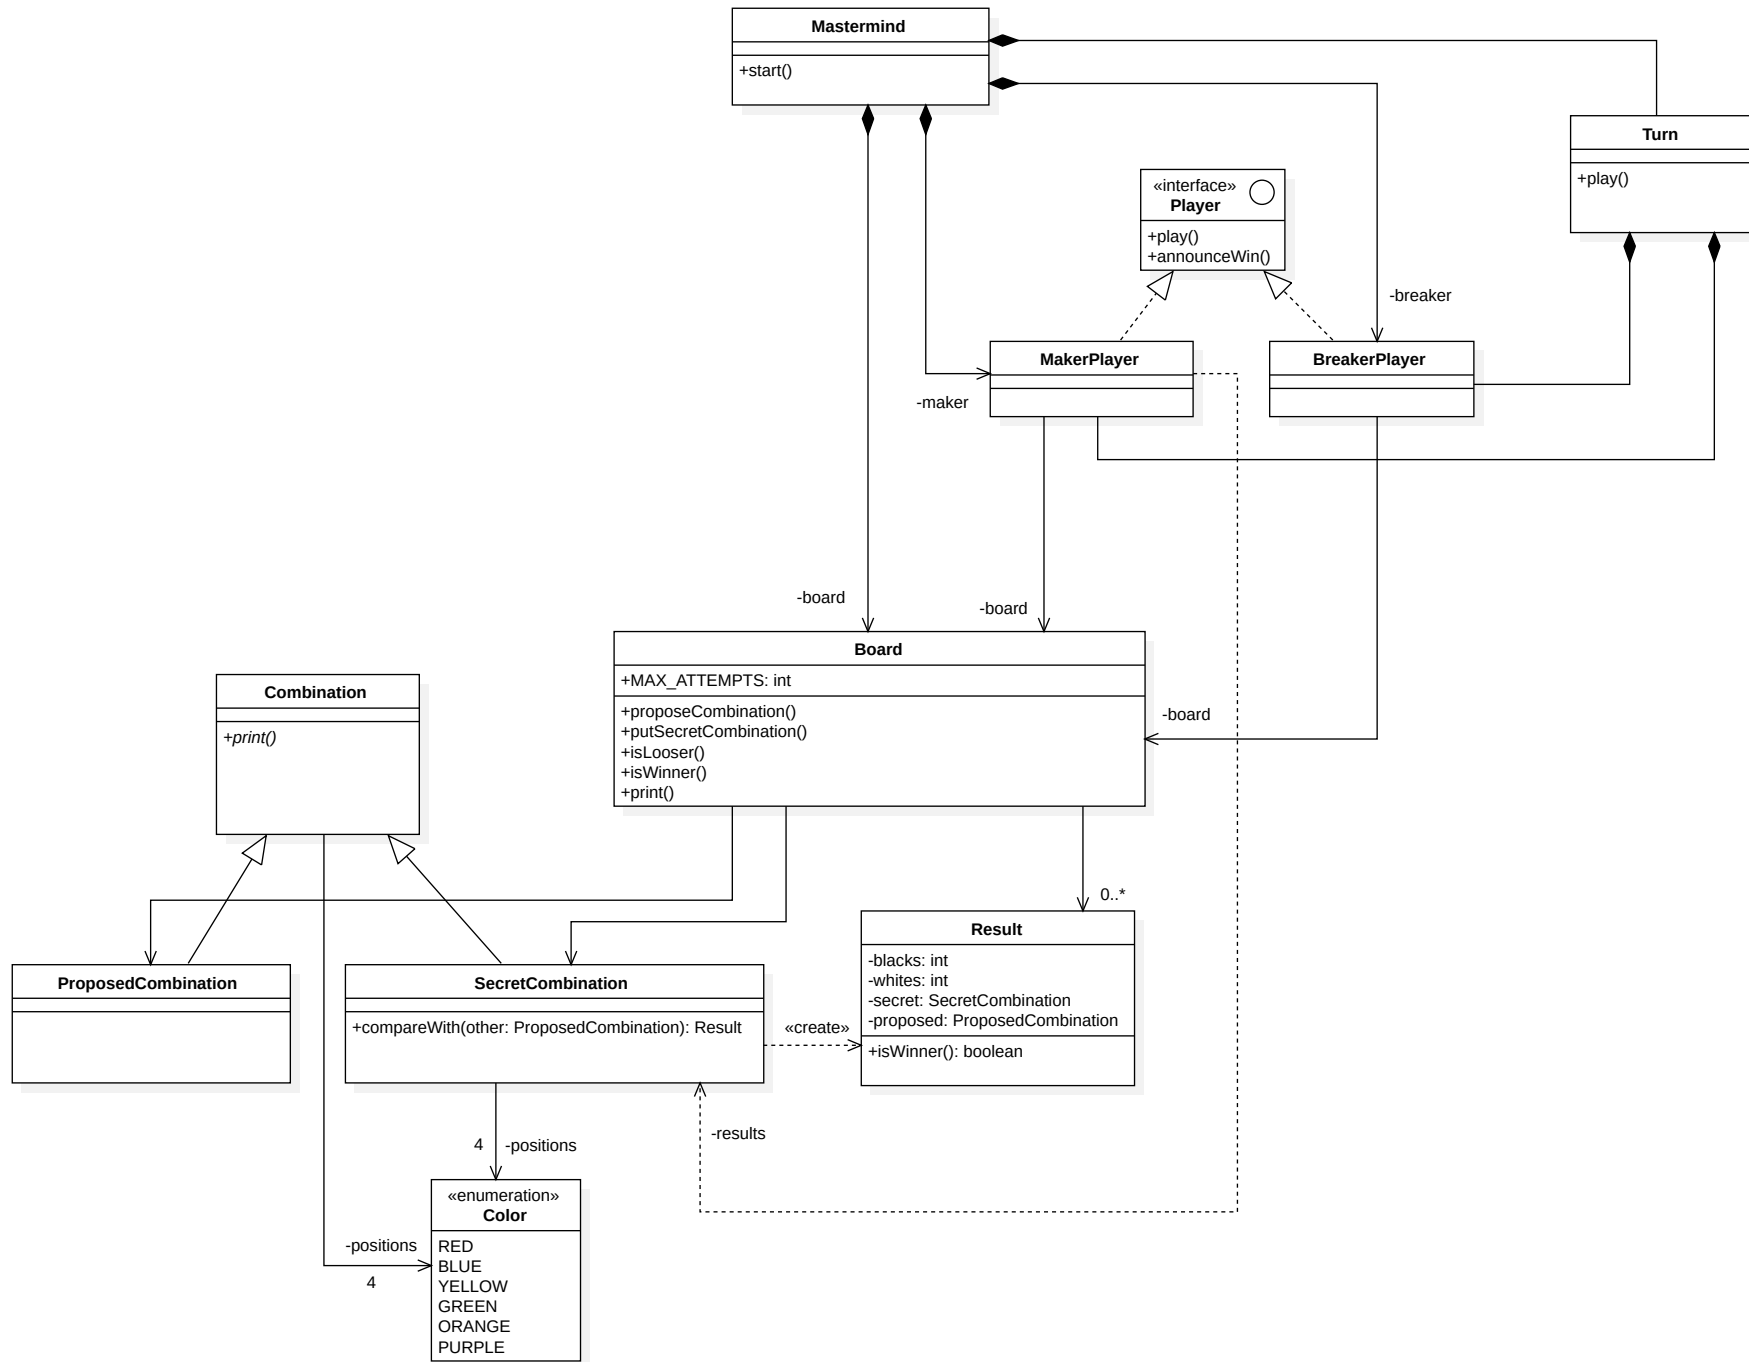 Mastermind
+start()
Turn
+play()
«interface»
Player
+play()
+announceWin()
-breaker
MakerPlayer
BreakerPlayer
-maker
-board
-board
Board
+MAX_ATTEMPTS: int
+proposeCombination()
+putSecretCombination()
+isLooser()
+isWinner()
+print()
-board
Combination
+print()
0..*
Result
-blacks: int
-whites: int
-secret: SecretCombination
-proposed: ProposedCombination
+isWinner(): boolean
ProposedCombination
SecretCombination
+compareWith(other: ProposedCombination): Result
«create»
-results
4
-positions
«enumeration»
Color
RED
BLUE
YELLOW
GREEN
ORANGE
PURPLE
-positions
4